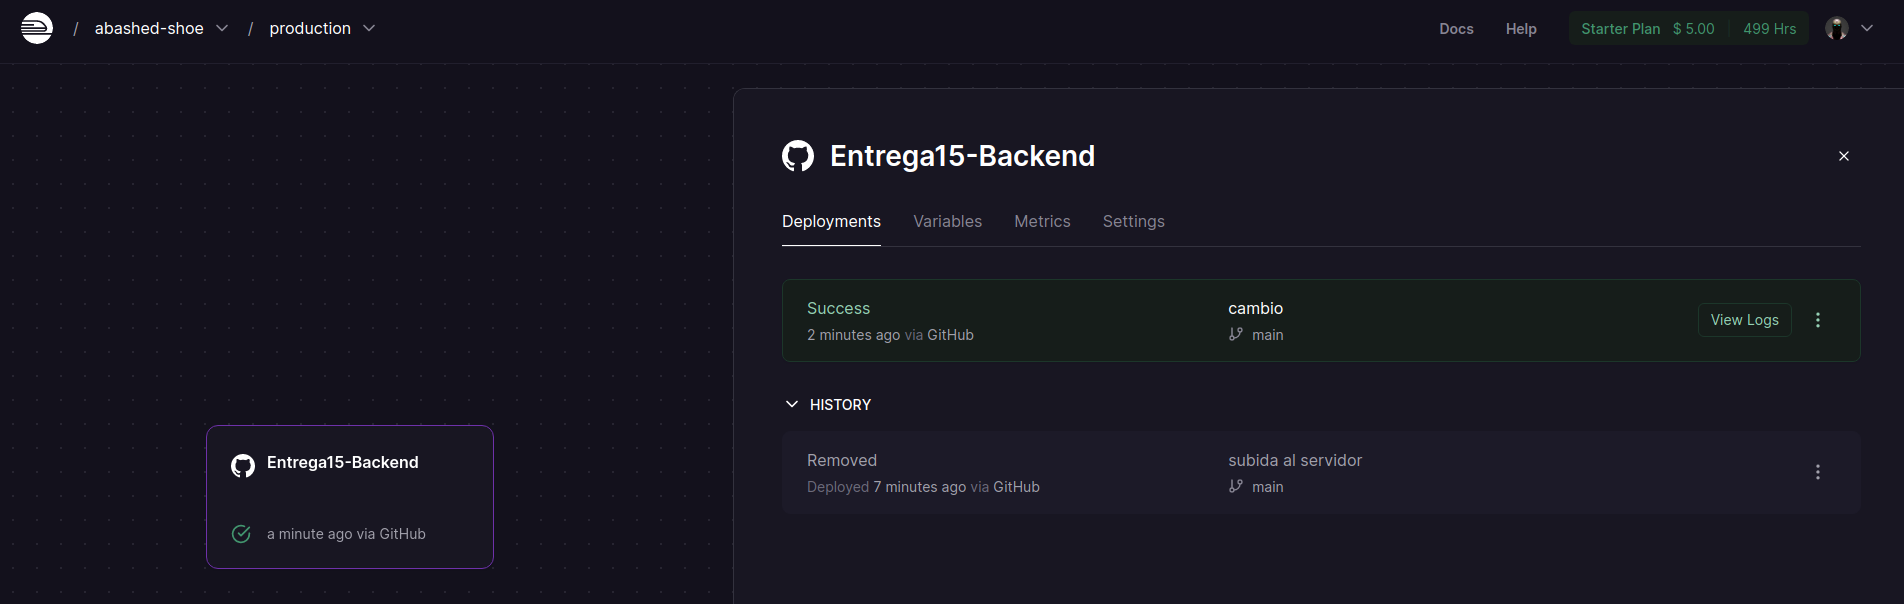 / abashed-shoe / production
Docs Help Starter Plan $ 5.00 499 Hrs
Entrega15-Backend
Deployments Variables Metrics Settings
Success
2 minutes ago via GitHub
cambio
main
View Logs
HISTORY
Removed
Deployed 7 minutes ago via GitHub
subida al servidor
main
Entrega15-Backend
a minute ago via GitHub